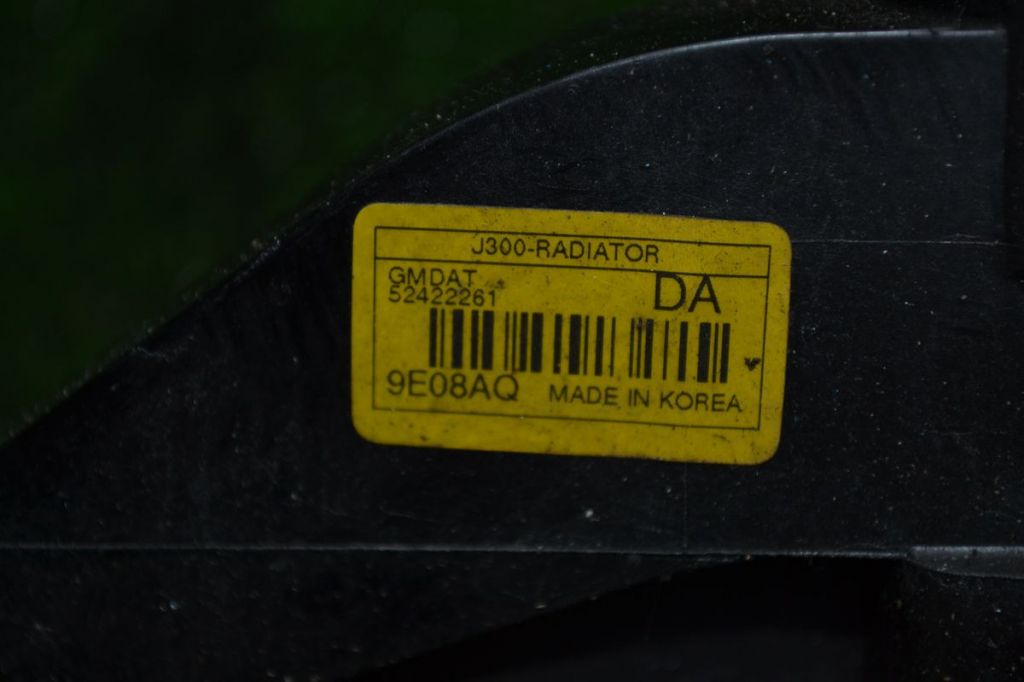 J300-RADIATOR
GMDAT
DA
52422261
9E08AQ MADE IN KOREA